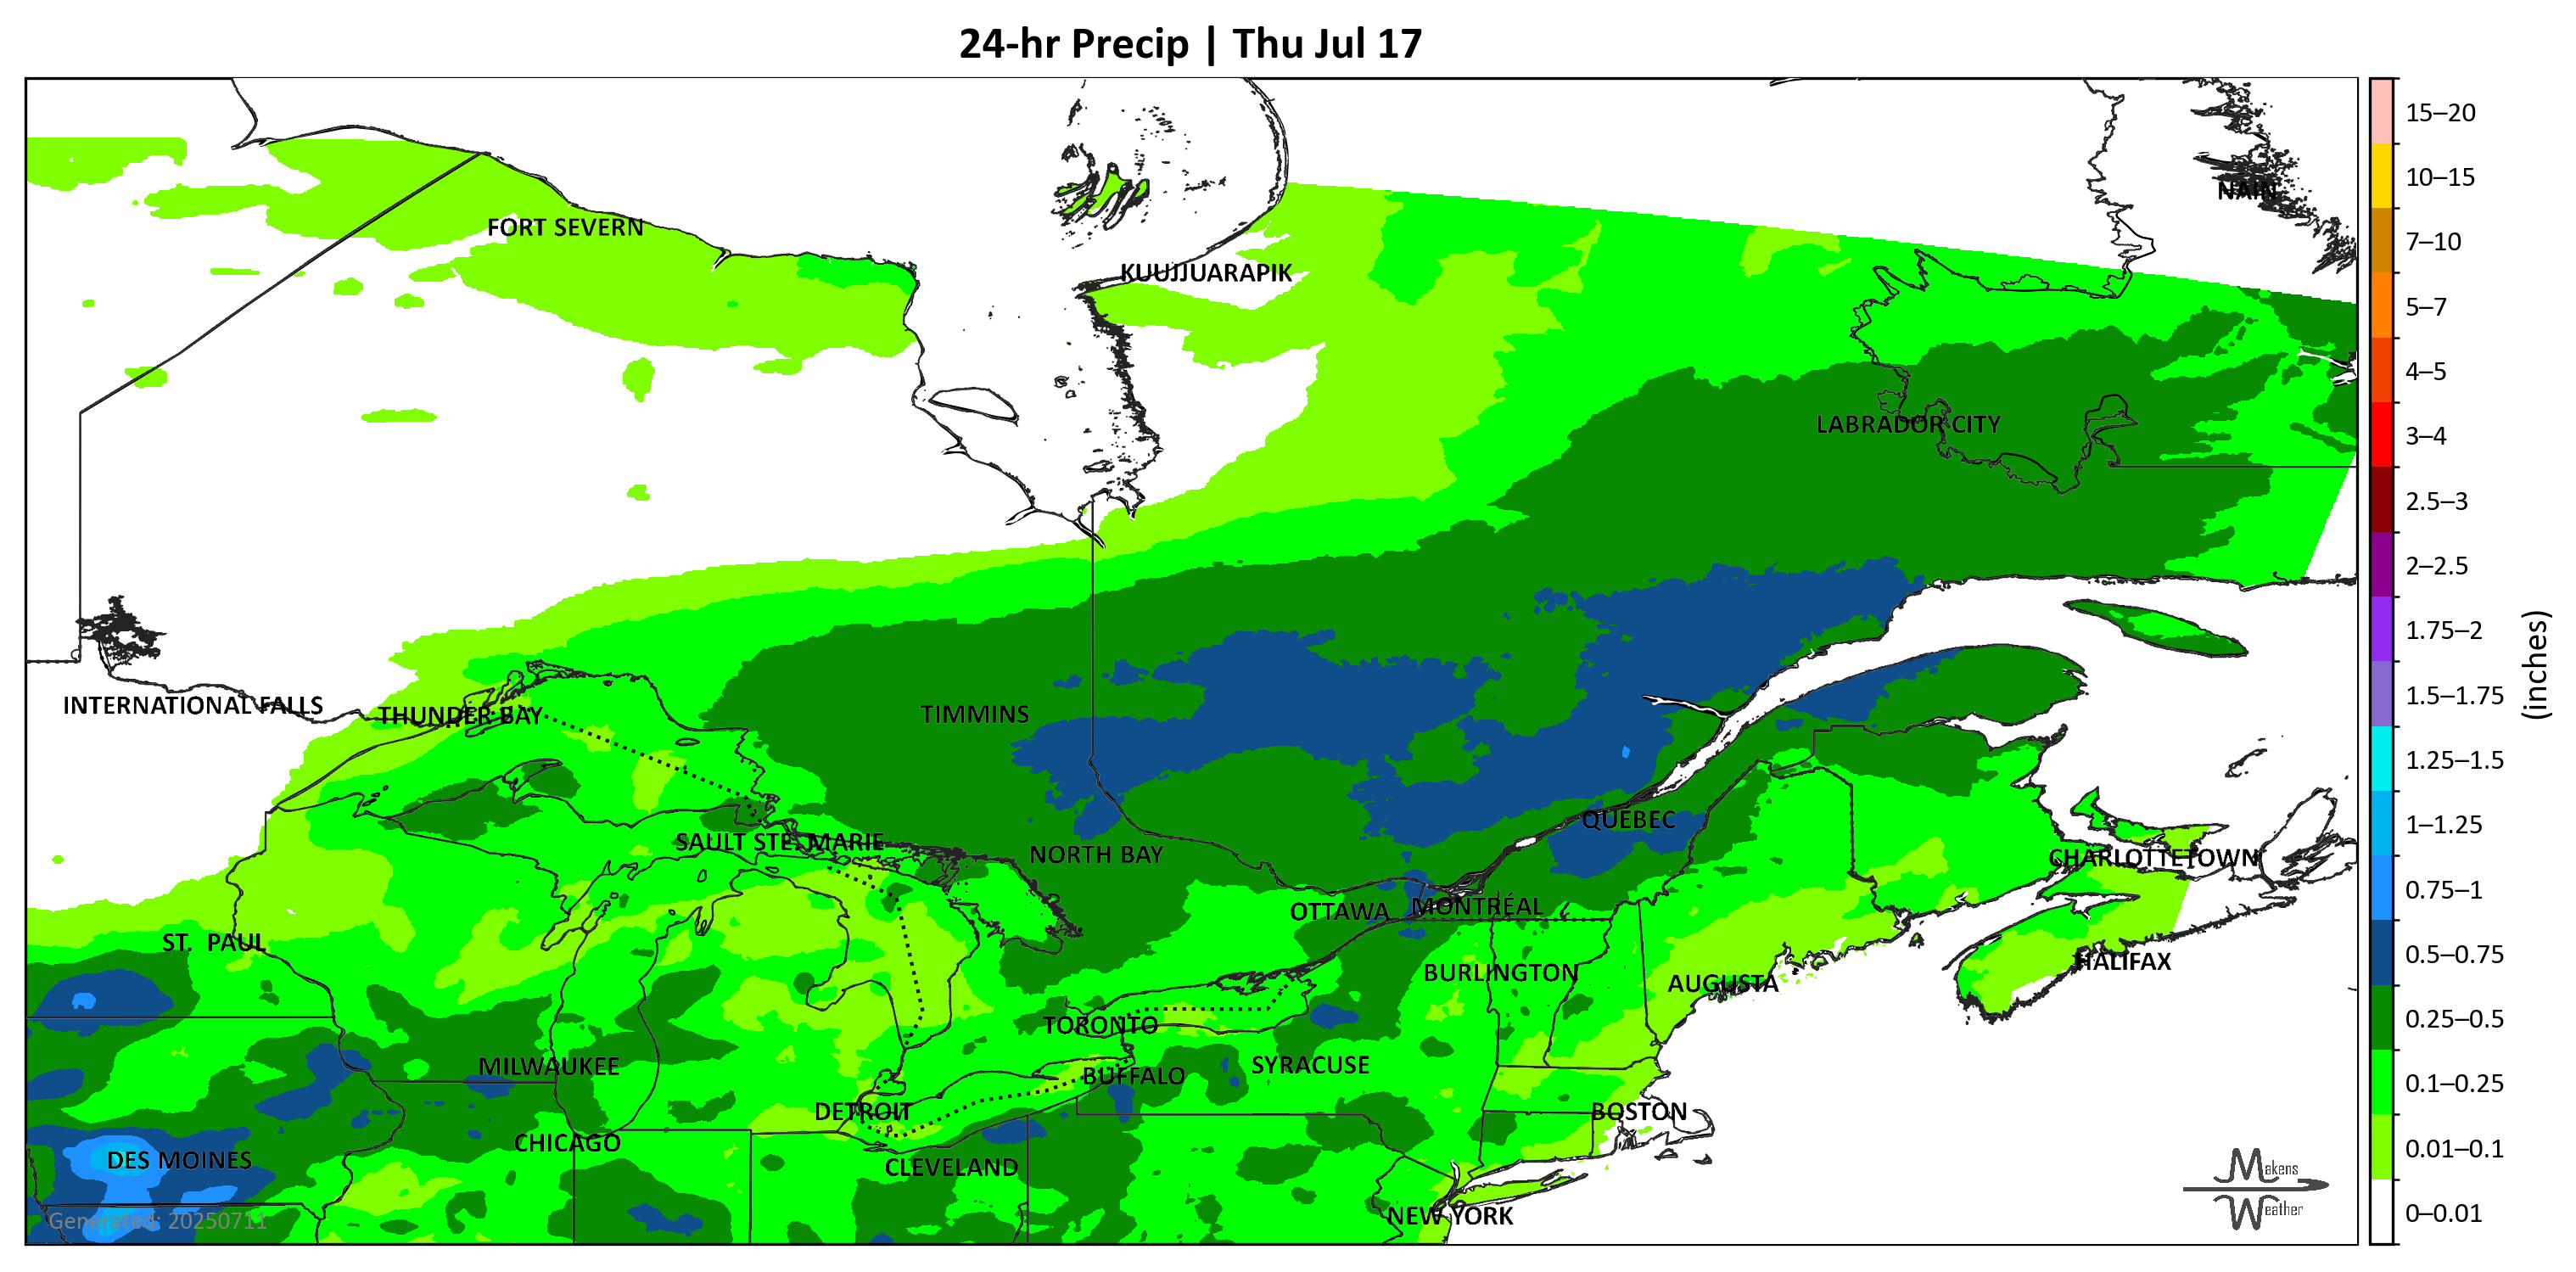 24-hr Precip | Thu Jul 17
NAIN
FORT SEVERN
KUUJJUARAPIK
LABRADOR CITY
INTERNATIONAL FALLS
THUNDER BAY
TIMMINS
SAULT STE. MARIE
NORTH BAY
QUEBEC
CHARLOTTETOWN
OTTAWA
MONTRÉAL
ST. PAUL
HALIFAX
BURLINGTON
AUGUSTA
TORONTO
MILWAUKEE
SYRACUSE
BUFFALO
DETROIT
BOSTON
CHICAGO
DES MOINES
CLEVELAND
NEW YORK
Generated: 20250711
Makens
Weather
15–20
10–15
7–10
5–7
4–5
3–4
2.5–3
2–2.5
1.75–2
1.5–1.75
1.25–1.5
1–1.25
0.75–1
0.5–0.75
0.25–0.5
0.1–0.25
0.01–0.1
0–0.01
(inches)